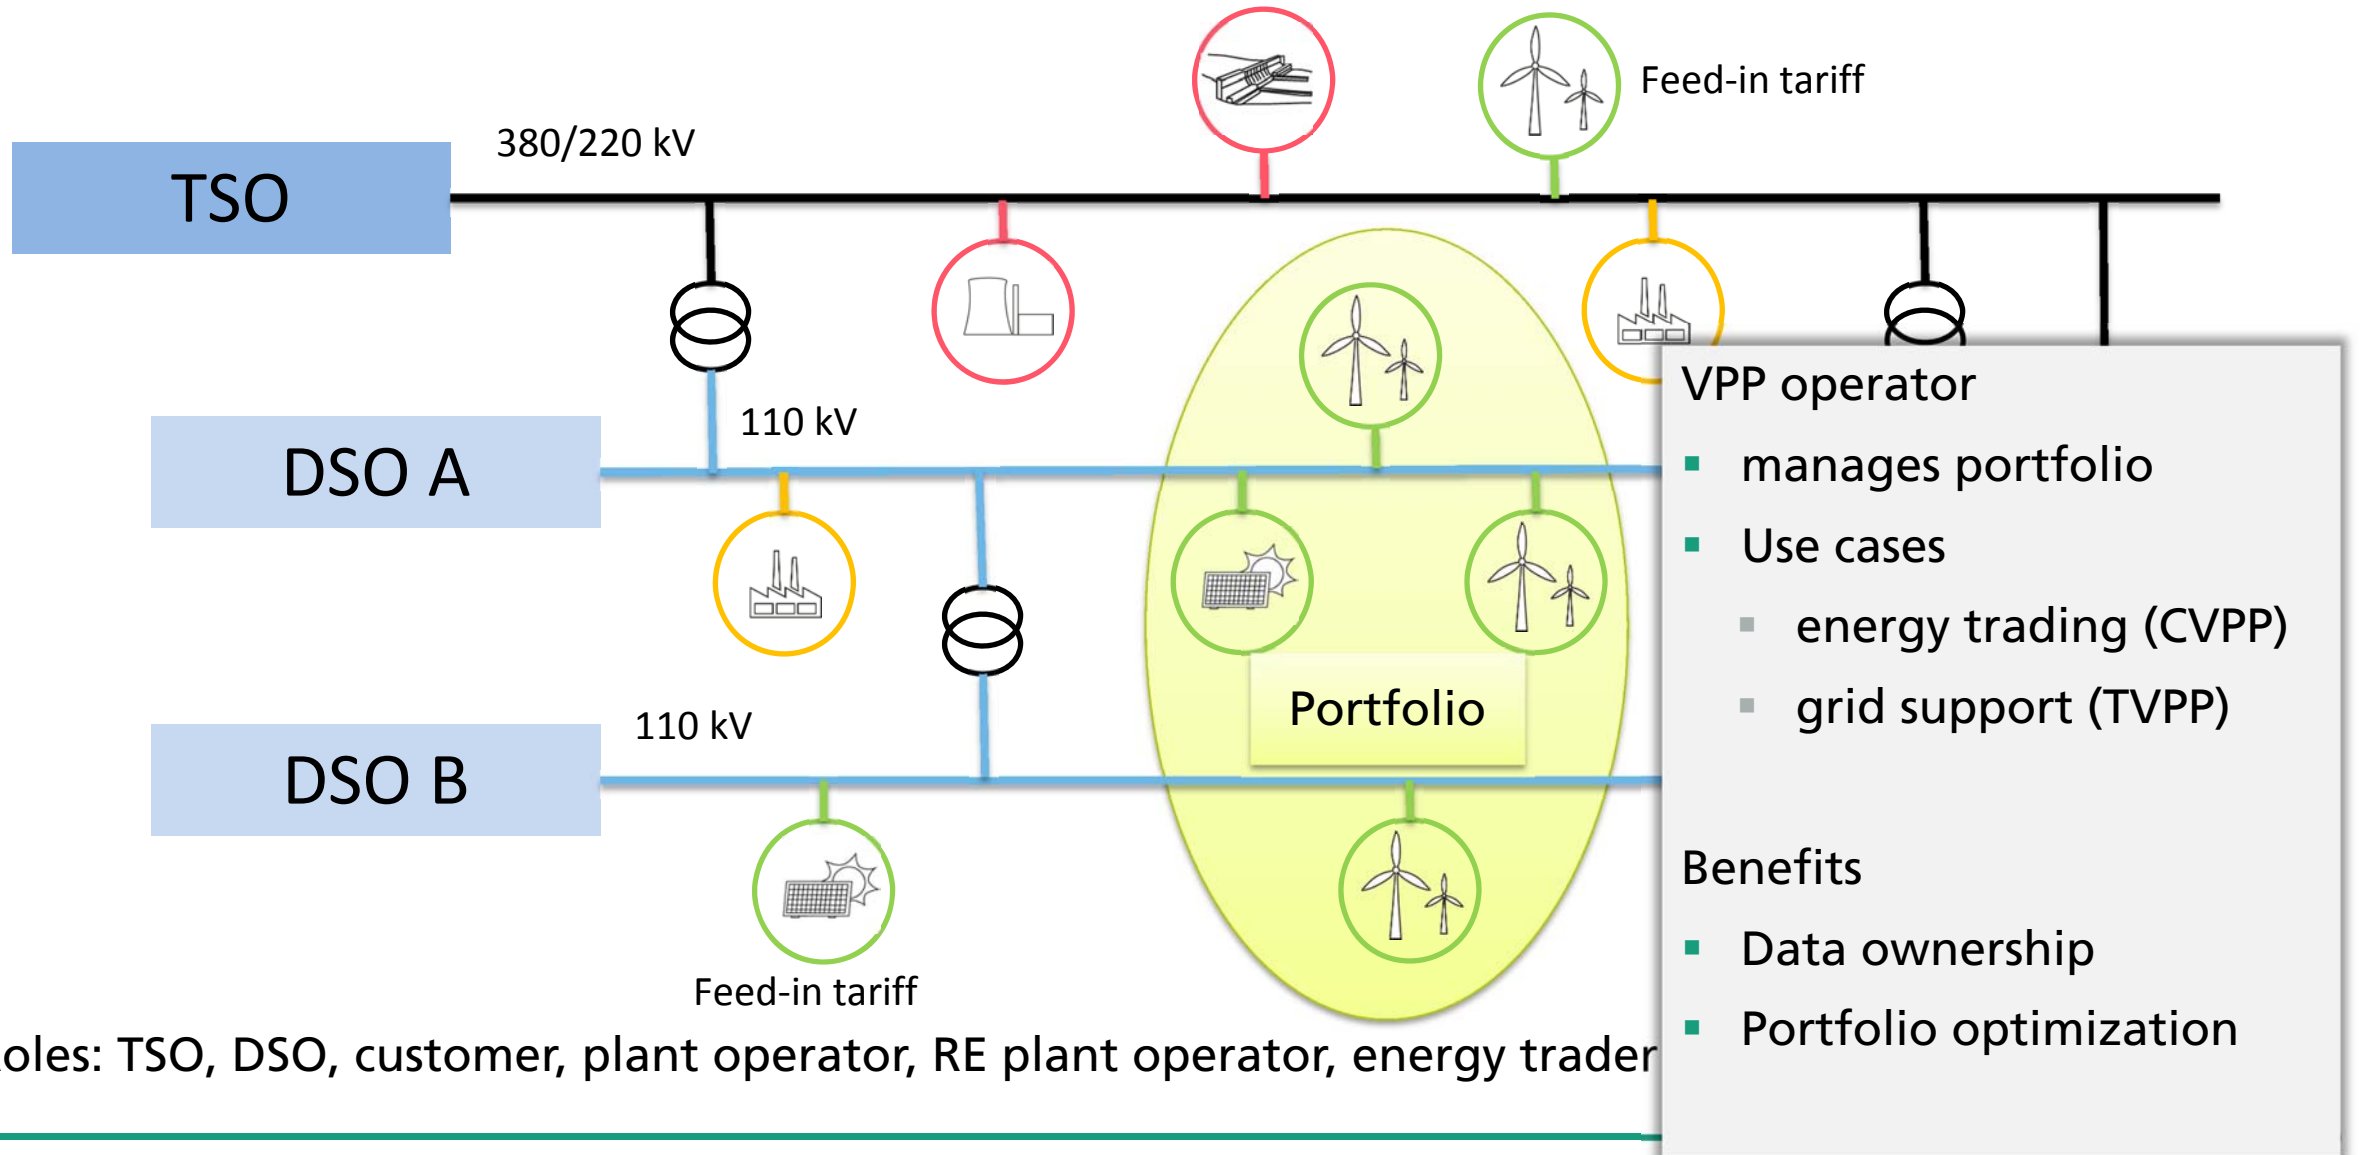 Feed-in tariff
380/220 kV
TSO
110 kV
DSO A
Portfolio
110 kV
DSO B
Feed-in tariff
oles: TSO, DSO, customer, plant operator, RE plant operator, energy trader
VPP operator
▪ manages portfolio
▪ Use cases
▪ energy trading (CVPP)
▪ grid support (TVPP)
Benefits
▪ Data ownership
▪ Portfolio optimization